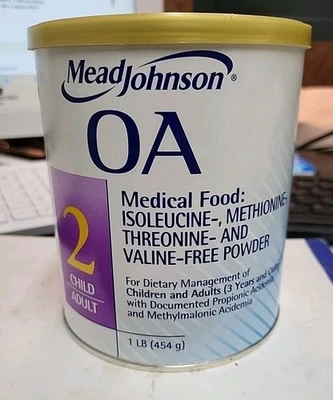 MeadJohnson®
OA
2
CHILD
ADULT
Medical Food:
ISOLEUCINE-, METHIONINE-,
THREONINE- AND
VALINE-FREE POWDER
For Dietary Management of
Children and Adults (3 Years and Older)
with Documented Propionic Acidemia
and Methylmalonic Acidemia
1 LB (454 g)